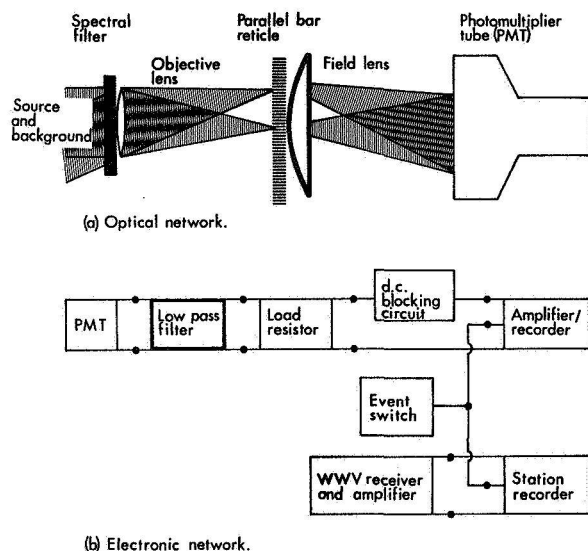 Spectral
filter
Objective
lens
Parallel bar
reticle
Field lens
Photomultiplier
tube (PMT)
Source
and
background
(a) Optical network.
PMT
Low pass
filter
Load
resistor
d.c.
blocking
circuit
Amplifier/
recorder
Event
switch
WWV receiver
and amplifier
Station
recorder
(b) Electronic network.